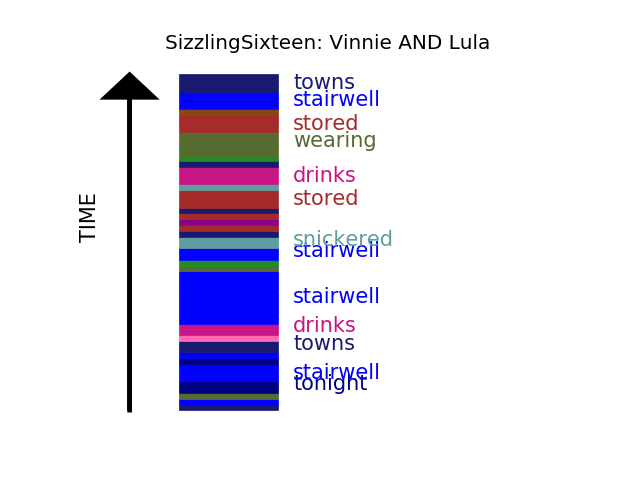 SizzlingSixteen: Vinnie AND Lula
towns
stairwell
stored
wearing
drinks
stored
snickered
stairwell
stairwell
drinks
towns
stairwell
tonight
TIME